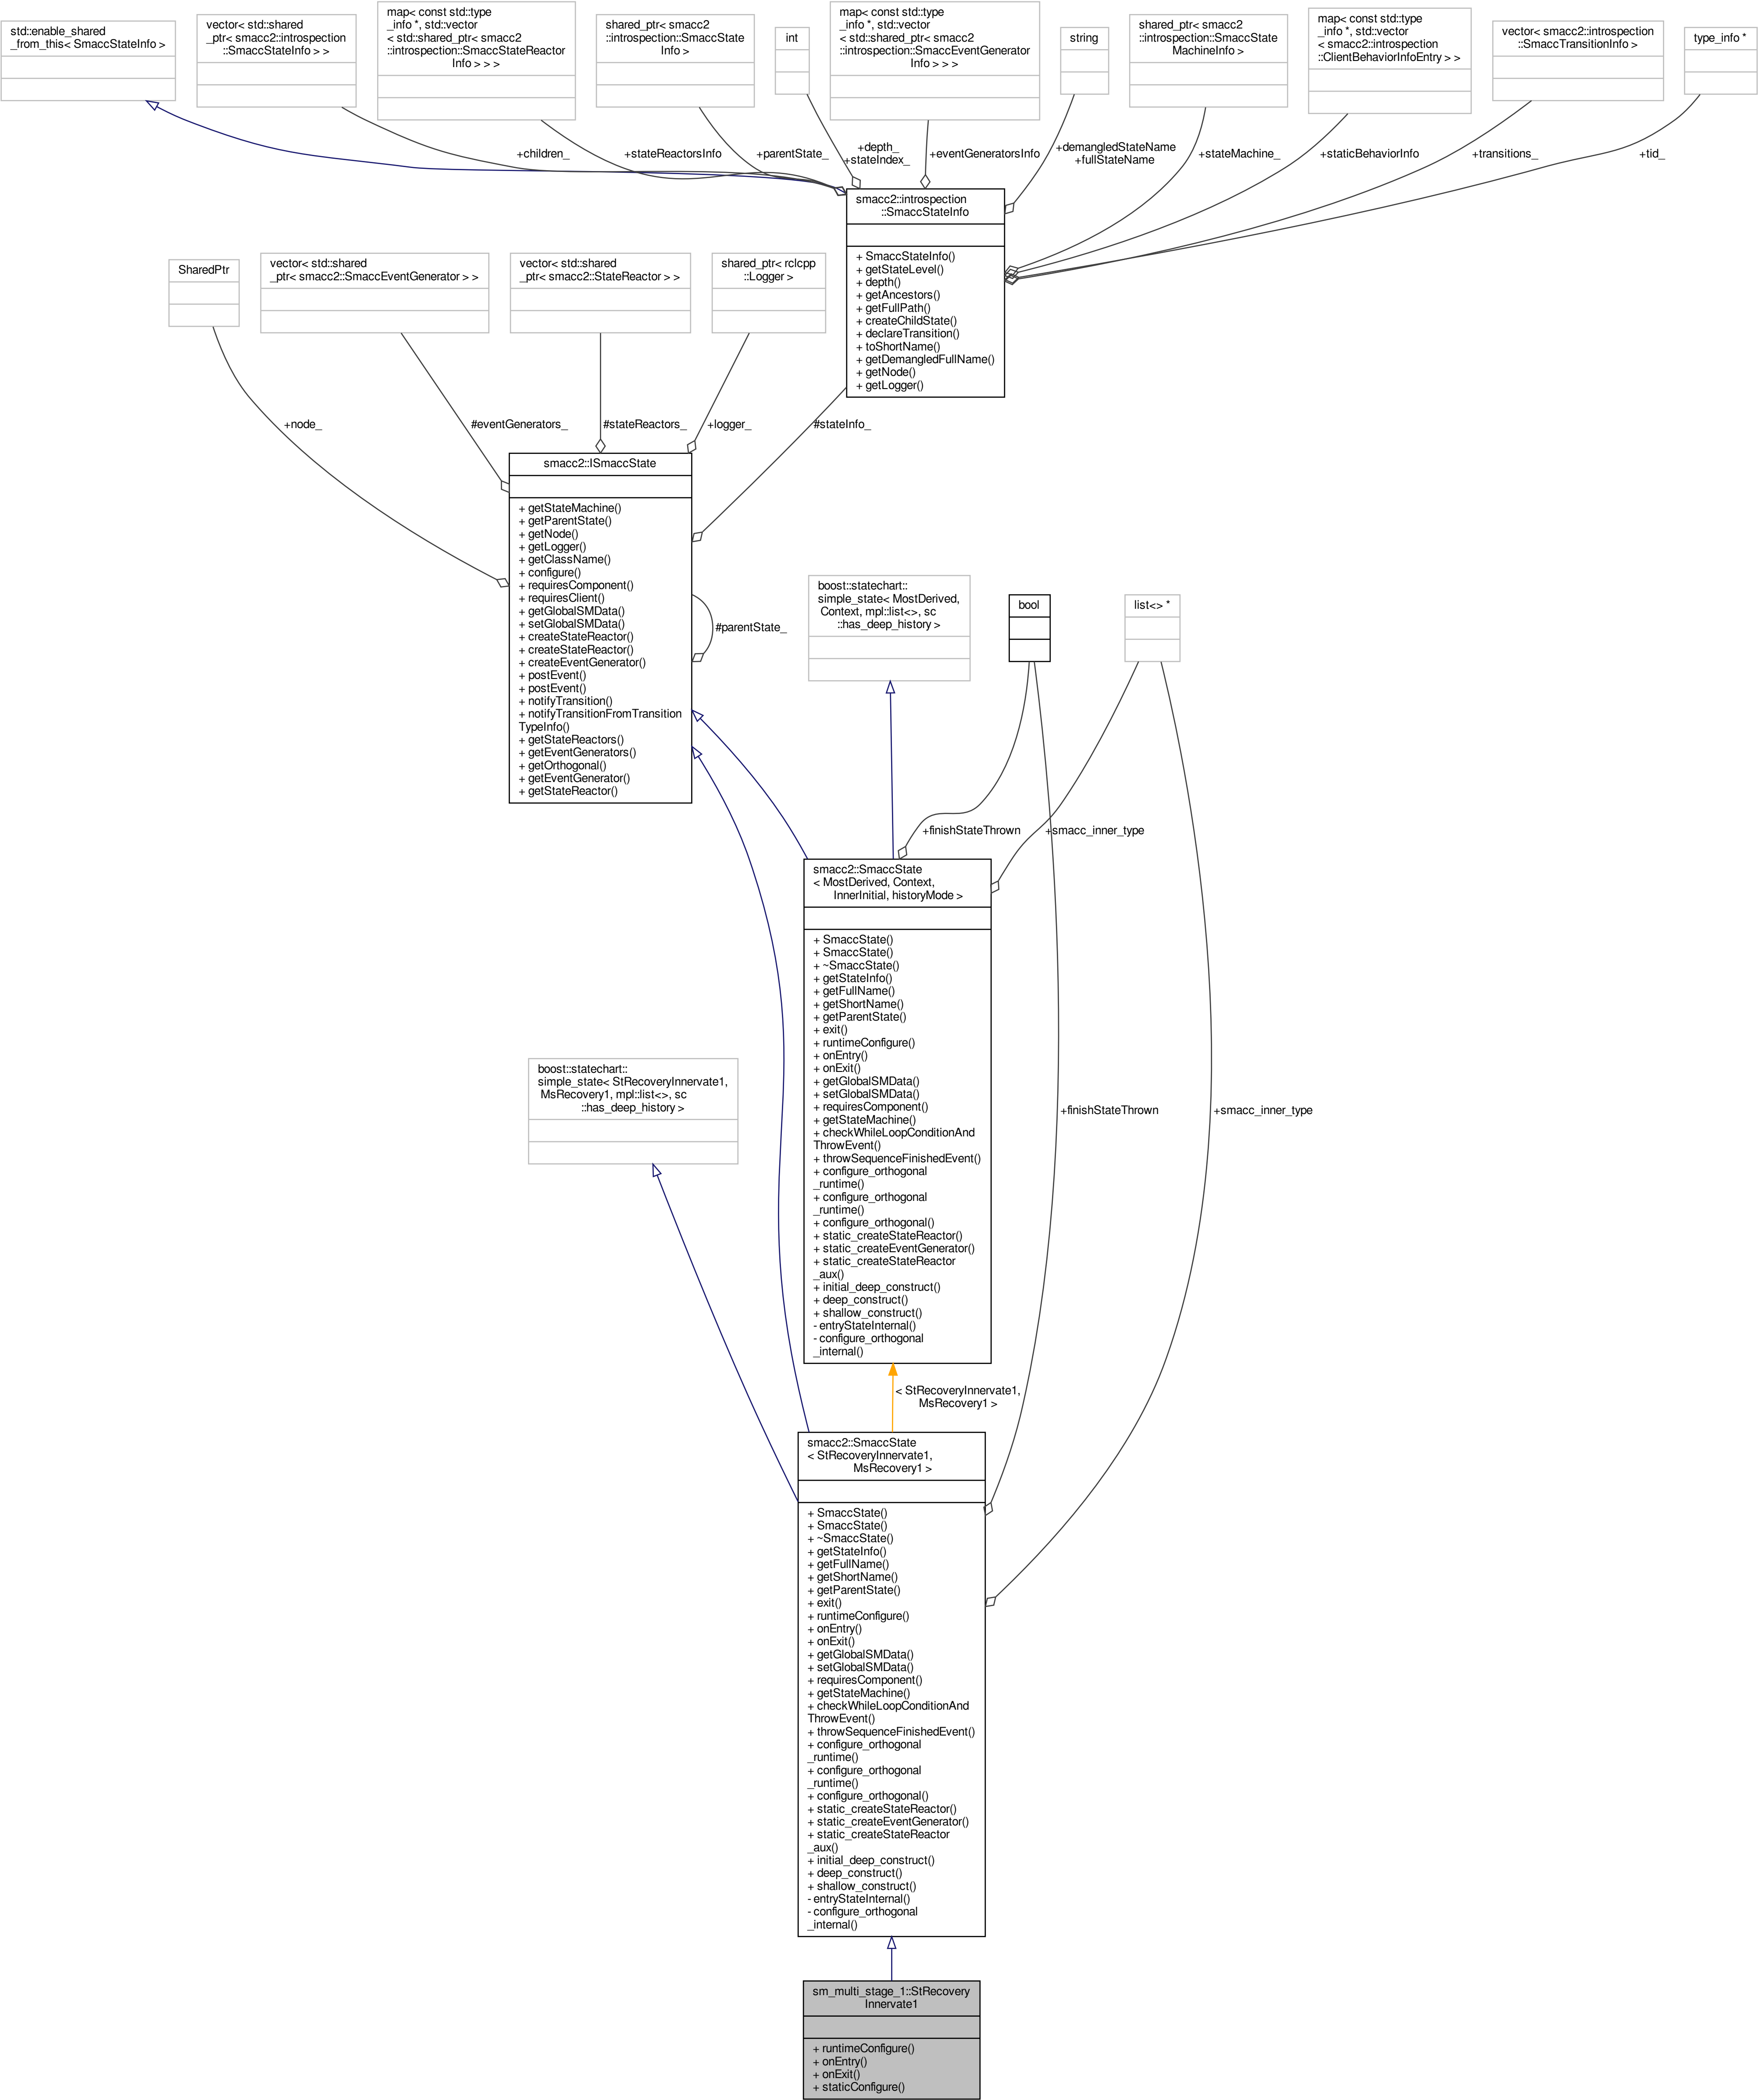 std::enable_shared
_from_this< SmaccStateInfo >
vector< std::shared
_ptr< smacc2::introspection
::SmaccStateInfo > >
map< const std::type
_info *, std::vector
< std::shared_ptr< smacc2
::introspection::SmaccStateReactor
Info > > >
shared_ptr< smacc2
::introspection::SmaccState
Info >
int
map< const std::type
_info *, std::vector
< std::shared_ptr< smacc2
::introspection::SmaccEventGenerator
Info > > >
string
shared_ptr< smacc2
::introspection::SmaccState
MachineInfo >
map< const std::type
_info *, std::vector
< smacc2::introspection
::ClientBehaviorInfoEntry > >
vector< smacc2::introspection
::SmaccTransitionInfo >
type_info *
+children_
+stateReactorsInfo
+parentState_
+depth_
+stateIndex_
+eventGeneratorsInfo
+demangledStateName
+fullStateName
+stateMachine_
+staticBehaviorInfo
+transitions_
+tid_
smacc2::introspection
::SmaccStateInfo
+ SmaccStateInfo()
+ getStateLevel()
+ depth()
+ getAncestors()
+ getFullPath()
+ createChildState()
+ declareTransition()
+ toShortName()
+ getDemangledFullName()
+ getNode()
+ getLogger()
SharedPtr
vector< std::shared
_ptr< smacc2::SmaccEventGenerator > >
vector< std::shared
_ptr< smacc2::StateReactor > >
shared_ptr< rclcpp
::Logger >
+node_
#eventGenerators_
#stateReactors_
+logger_
#stateInfo_
smacc2::ISmaccState
+ getStateMachine()
+ getParentState()
+ getNode()
+ getLogger()
+ getClassName()
+ configure()
+ requiresComponent()
+ requiresClient()
+ getGlobalSMData()
+ setGlobalSMData()
+ createStateReactor()
+ createStateReactor()
+ createEventGenerator()
+ postEvent()
+ postEvent()
+ notifyTransition()
+ notifyTransitionFromTransition
TypeInfo()
+ getStateReactors()
+ getEventGenerators()
+ getOrthogonal()
+ getEventGenerator()
+ getStateReactor()
#parentState_
boost::statechart::
simple_state< MostDerived,
Context, mpl::list<>, sc
::has_deep_history >
bool
list<> *
+finishStateThrown
+smacc_inner_type
smacc2::SmaccState
< MostDerived, Context,
InnerInitial, historyMode >
+ SmaccState()
+ SmaccState()
+ ~SmaccState()
+ getStateInfo()
+ getFullName()
+ getShortName()
+ getParentState()
+ exit()
+ runtimeConfigure()
+ onEntry()
+ onExit()
+ getGlobalSMData()
+ setGlobalSMData()
+ requiresComponent()
+ getStateMachine()
+ checkWhileLoopConditionAnd
ThrowEvent()
+ throwSequenceFinishedEvent()
+ configure_orthogonal
_runtime()
+ configure_orthogonal
_runtime()
+ configure_orthogonal()
+ static_createStateReactor()
+ static_createEventGenerator()
+ static_createStateReactor
_aux()
+ initial_deep_construct()
+ deep_construct()
+ shallow_construct()
- entryStateInternal()
- configure_orthogonal
_internal()
boost::statechart::
simple_state< StRecoveryInnervate1,
MsRecovery1, mpl::list<>, sc
::has_deep_history >
+finishStateThrown
+smacc_inner_type
< StRecoveryInnervate1,
MsRecovery1 >
smacc2::SmaccState
< StRecoveryInnervate1,
MsRecovery1 >
+ SmaccState()
+ SmaccState()
+ ~SmaccState()
+ getStateInfo()
+ getFullName()
+ getShortName()
+ getParentState()
+ exit()
+ runtimeConfigure()
+ onEntry()
+ onExit()
+ getGlobalSMData()
+ setGlobalSMData()
+ requiresComponent()
+ getStateMachine()
+ checkWhileLoopConditionAnd
ThrowEvent()
+ throwSequenceFinishedEvent()
+ configure_orthogonal
_runtime()
+ configure_orthogonal
_runtime()
+ configure_orthogonal()
+ static_createStateReactor()
+ static_createEventGenerator()
+ static_createStateReactor
_aux()
+ initial_deep_construct()
+ deep_construct()
+ shallow_construct()
- entryStateInternal()
- configure_orthogonal
_internal()
sm_multi_stage_1::StRecovery
Innervate1
+ runtimeConfigure()
+ onEntry()
+ onExit()
+ staticConfigure()